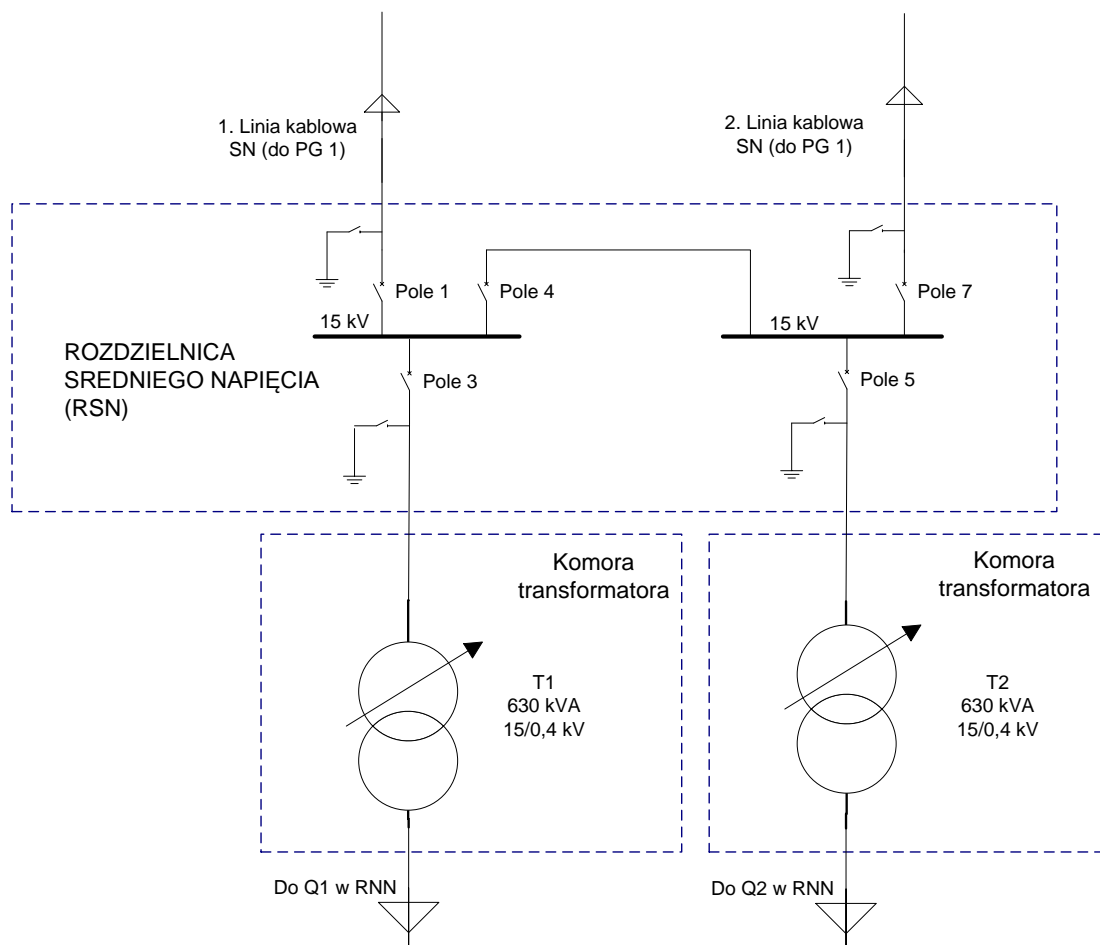 1. Linia kablowa
SN (do PG 1)
2. Linia kablowa
SN (do PG 1)
Pole 1
Pole 4
Pole 7
15 kV
15 kV
ROZDZIELNICA
SREDNIEGO NAPIĘCIA
(RSN)
Pole 3
Pole 5
Komora
transformatora
Komora
transformatora
T1
630 kVA
15/0,4 kV
T2
630 kVA
15/0,4 kV
Do Q1 w RNN
Do Q2 w RNN